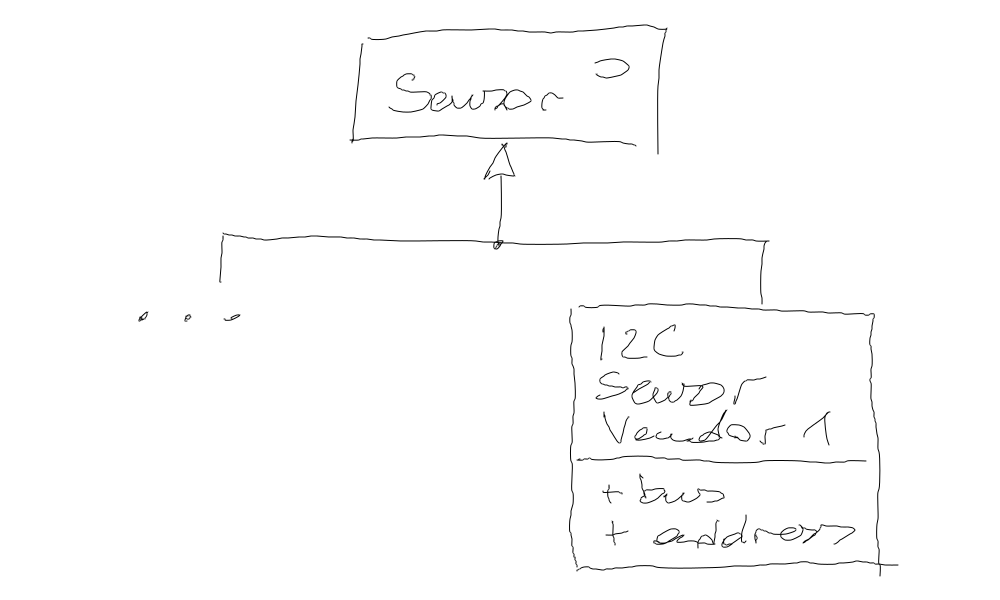 Sensor
...
I2C
Sensor
Vendor 1
+ bus
+ address